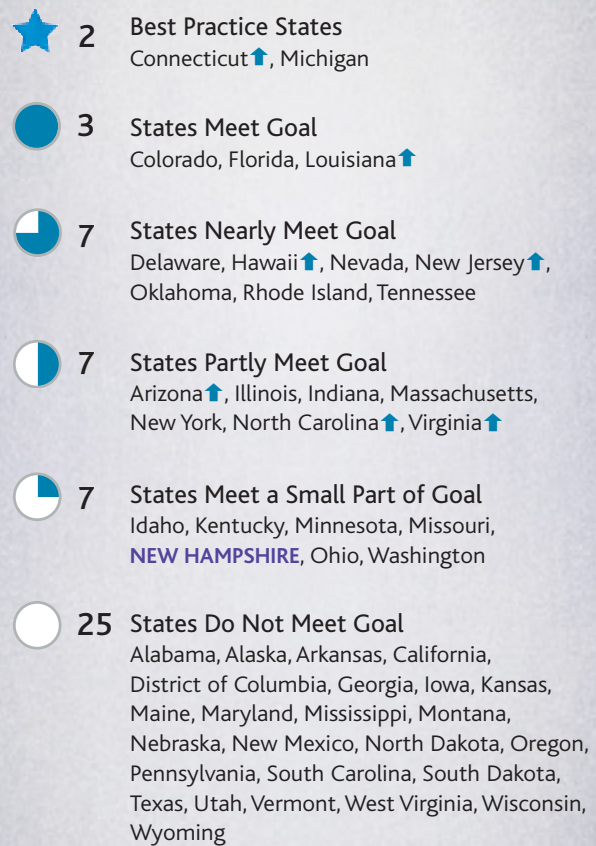 2 Best Practice States
Connecticut⬆, Michigan
3 States Meet Goal
Colorado, Florida, Louisiana⬆
7 States Nearly Meet Goal
Delaware, Hawaii⬆, Nevada, New Jersey⬆,
Oklahoma, Rhode Island, Tennessee
7 States Partly Meet Goal
Arizona⬆, Illinois, Indiana, Massachusetts,
New York, North Carolina⬆, Virginia⬆
7 States Meet a Small Part of Goal
Idaho, Kentucky, Minnesota, Missouri,
NEW HAMPSHIRE, Ohio, Washington
25 States Do Not Meet Goal
Alabama, Alaska, Arkansas, California,
District of Columbia, Georgia, Iowa, Kansas,
Maine, Maryland, Mississippi, Montana,
Nebraska, New Mexico, North Dakota, Oregon,
Pennsylvania, South Carolina, South Dakota,
Texas, Utah, Vermont, West Virginia, Wisconsin,
Wyoming